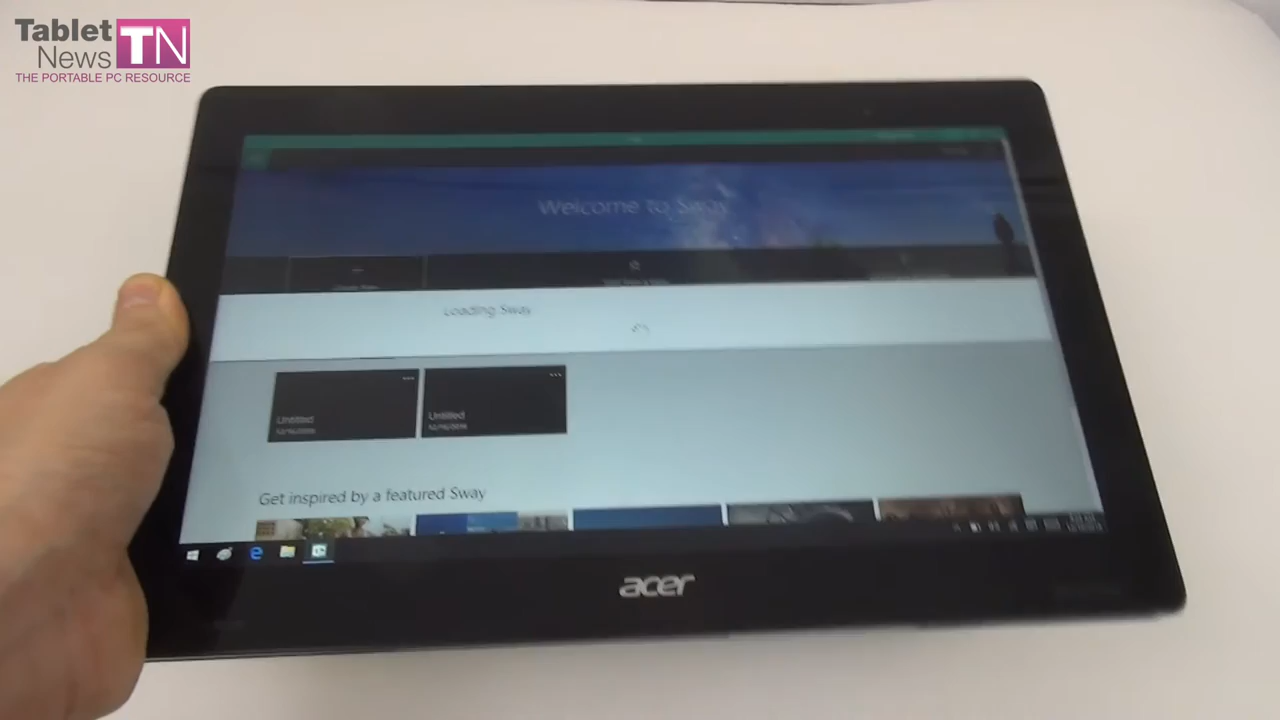 Tablet
News TN
THE PORTABLE PC RESOURCE
Welcome to Sway
Loading Sway
Untitled
Untitled
Get inspired by a featured Sway
acer